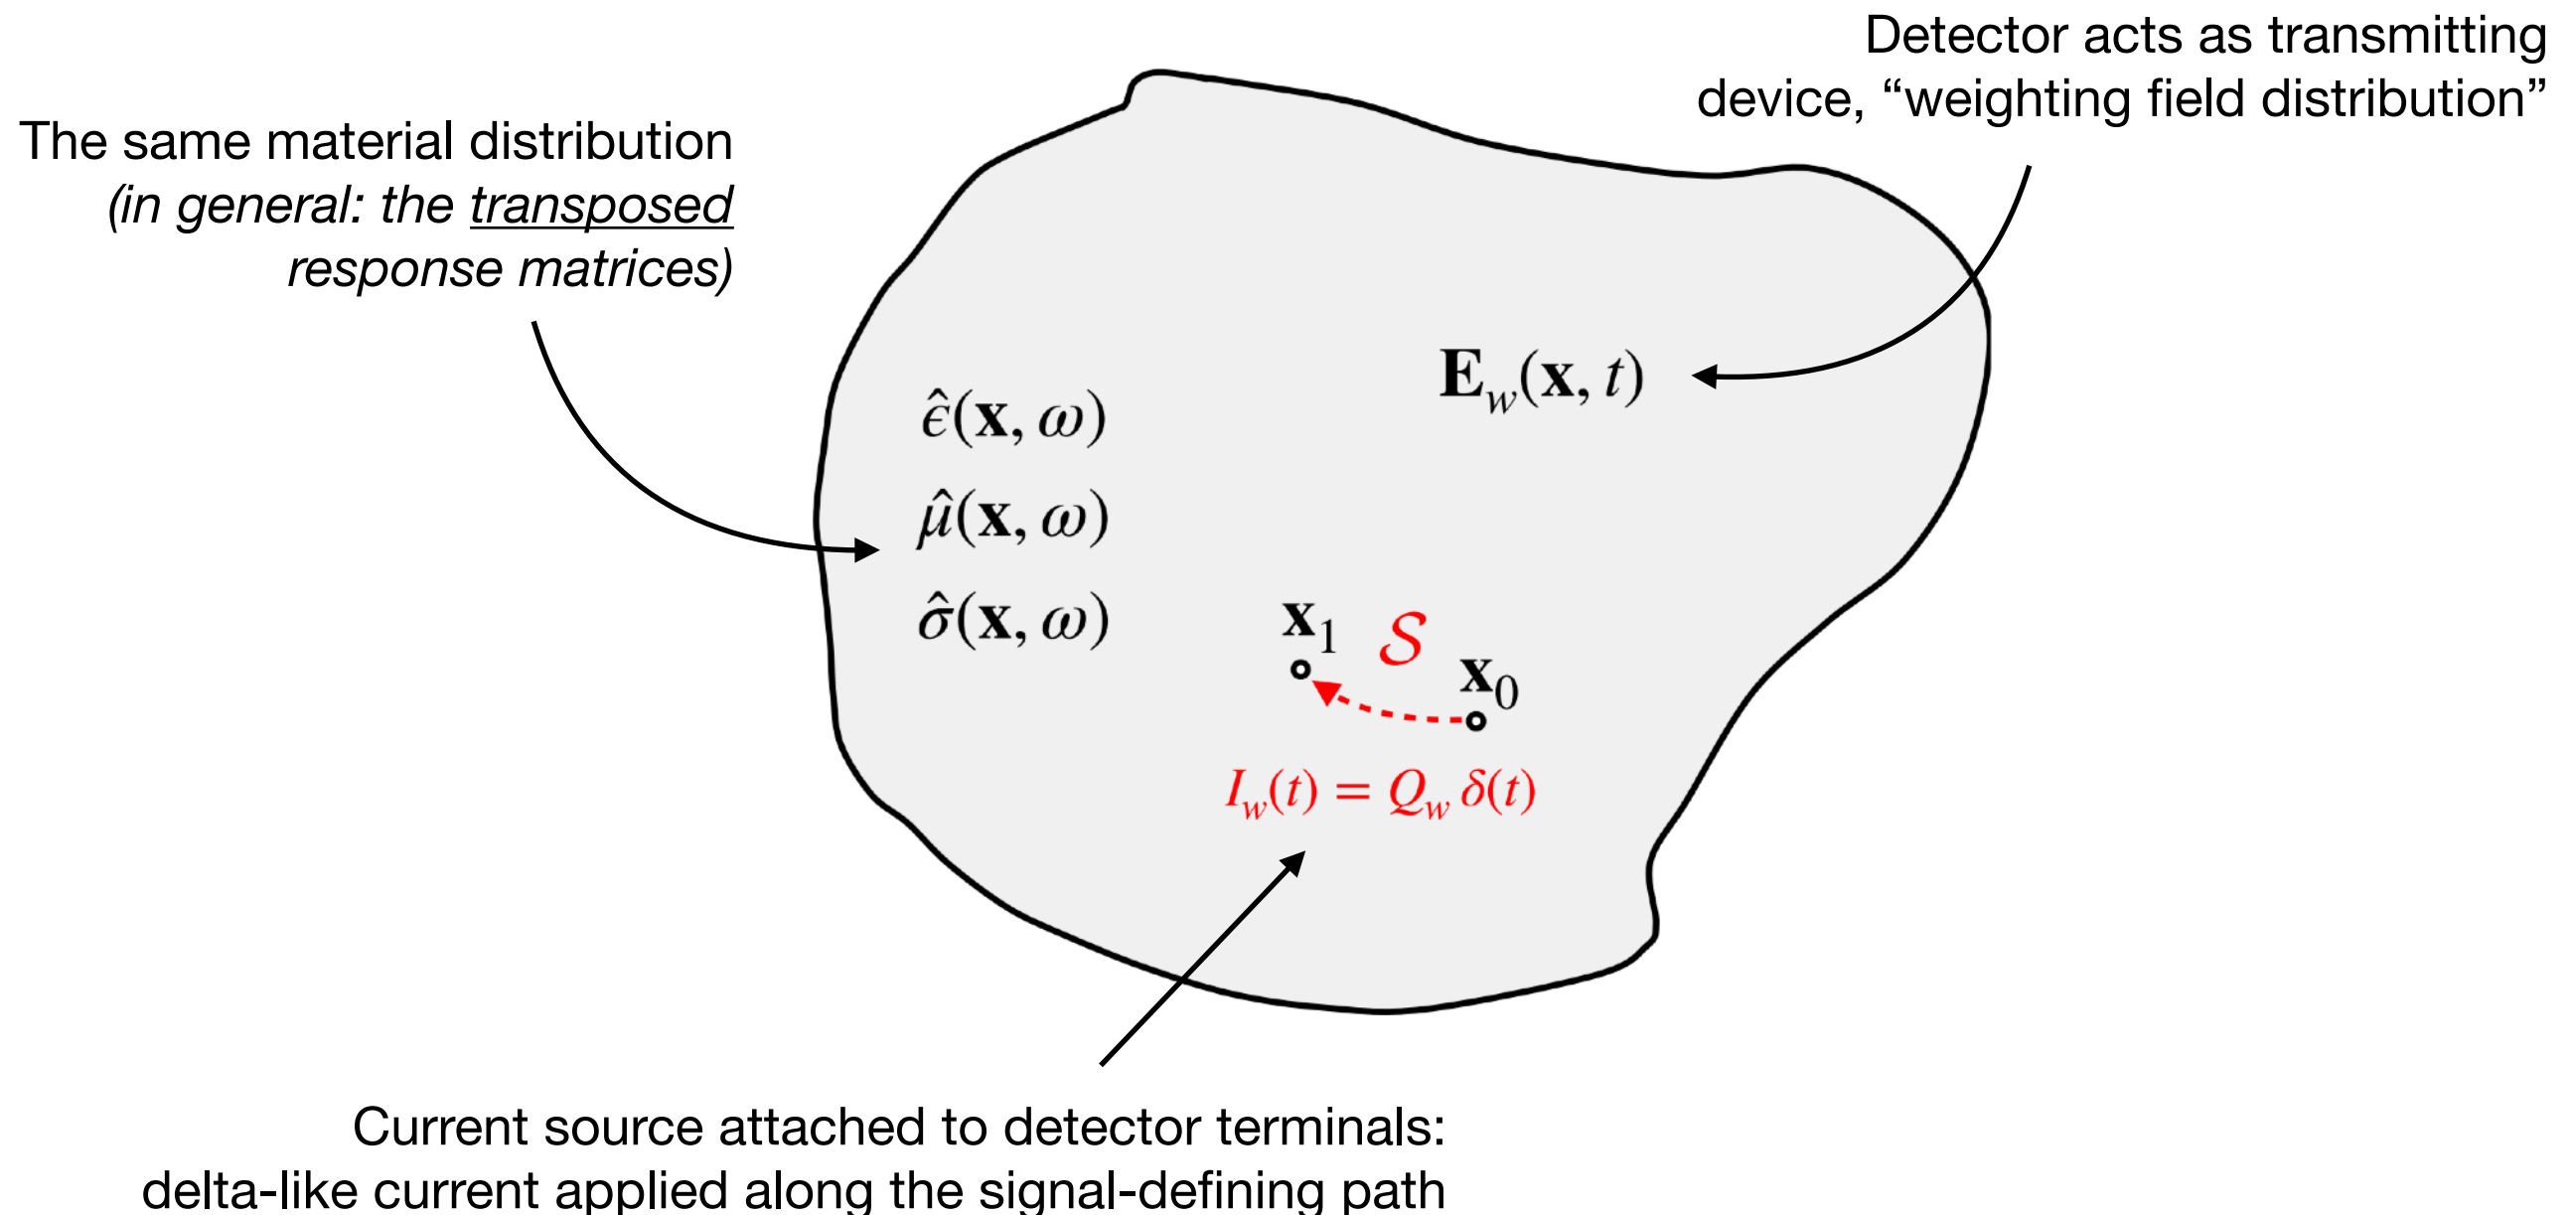 Detector acts as transmitting
device, “weighting field distribution”
The same material distribution
(in general: the transposed
response matrices)
𝐄_w(𝐱, t)
ϵ̂(𝐱, ω)
μ̂(𝐱, ω)
σ̂(𝐱, ω)
𝐱₁
𝒮
𝐱₀
I_w(t) = Q_w δ(t)
Current source attached to detector terminals:
delta-like current applied along the signal-defining path